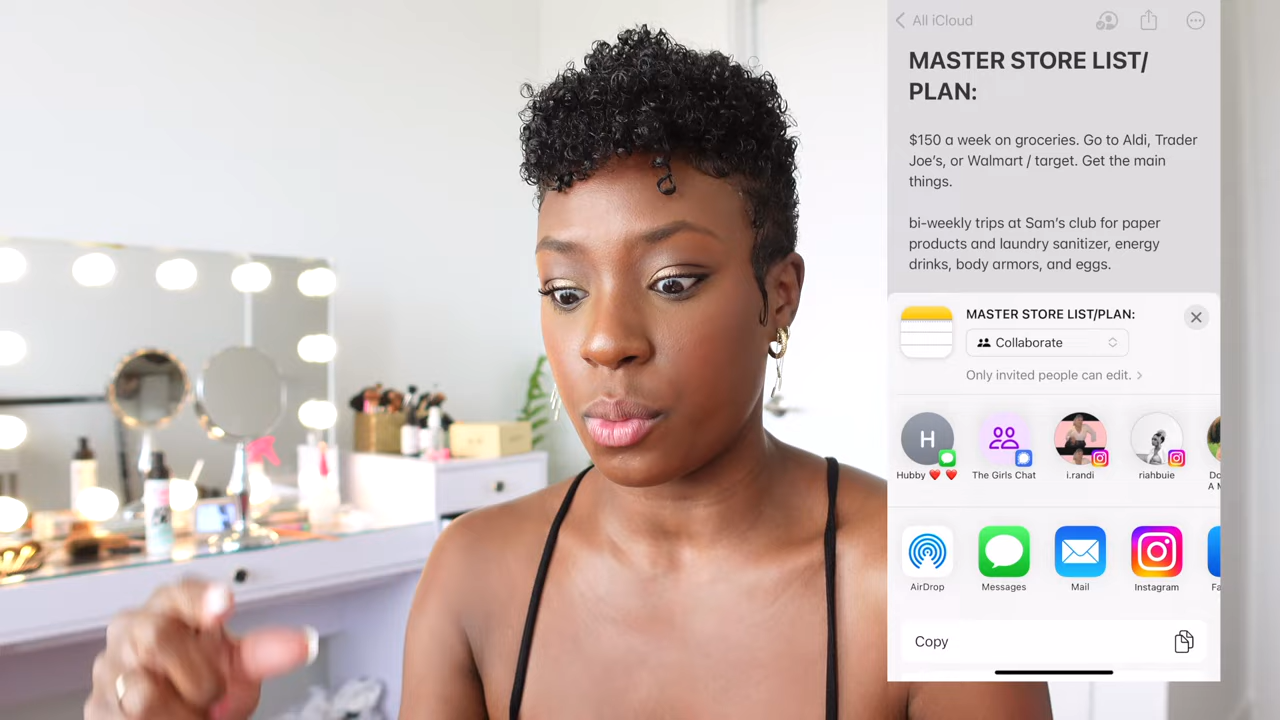 All iCloud
MASTER STORE LIST/
PLAN:
$150 a week on groceries. Go to Aldi, Trader
Joe's, or Walmart / target. Get the main
things.
bi-weekly trips at Sam's club for paper
products and laundry sanitizer, energy
drinks, body armors, and eggs.
MASTER STORE LIST/PLAN:
Collaborate
Only invited people can edit. >
H
Hubby ❤️ ❤️
The Girls Chat
i.randi
riahbuie
Do
A M
AirDrop
Messages
Mail
Instagram
Fa
Copy